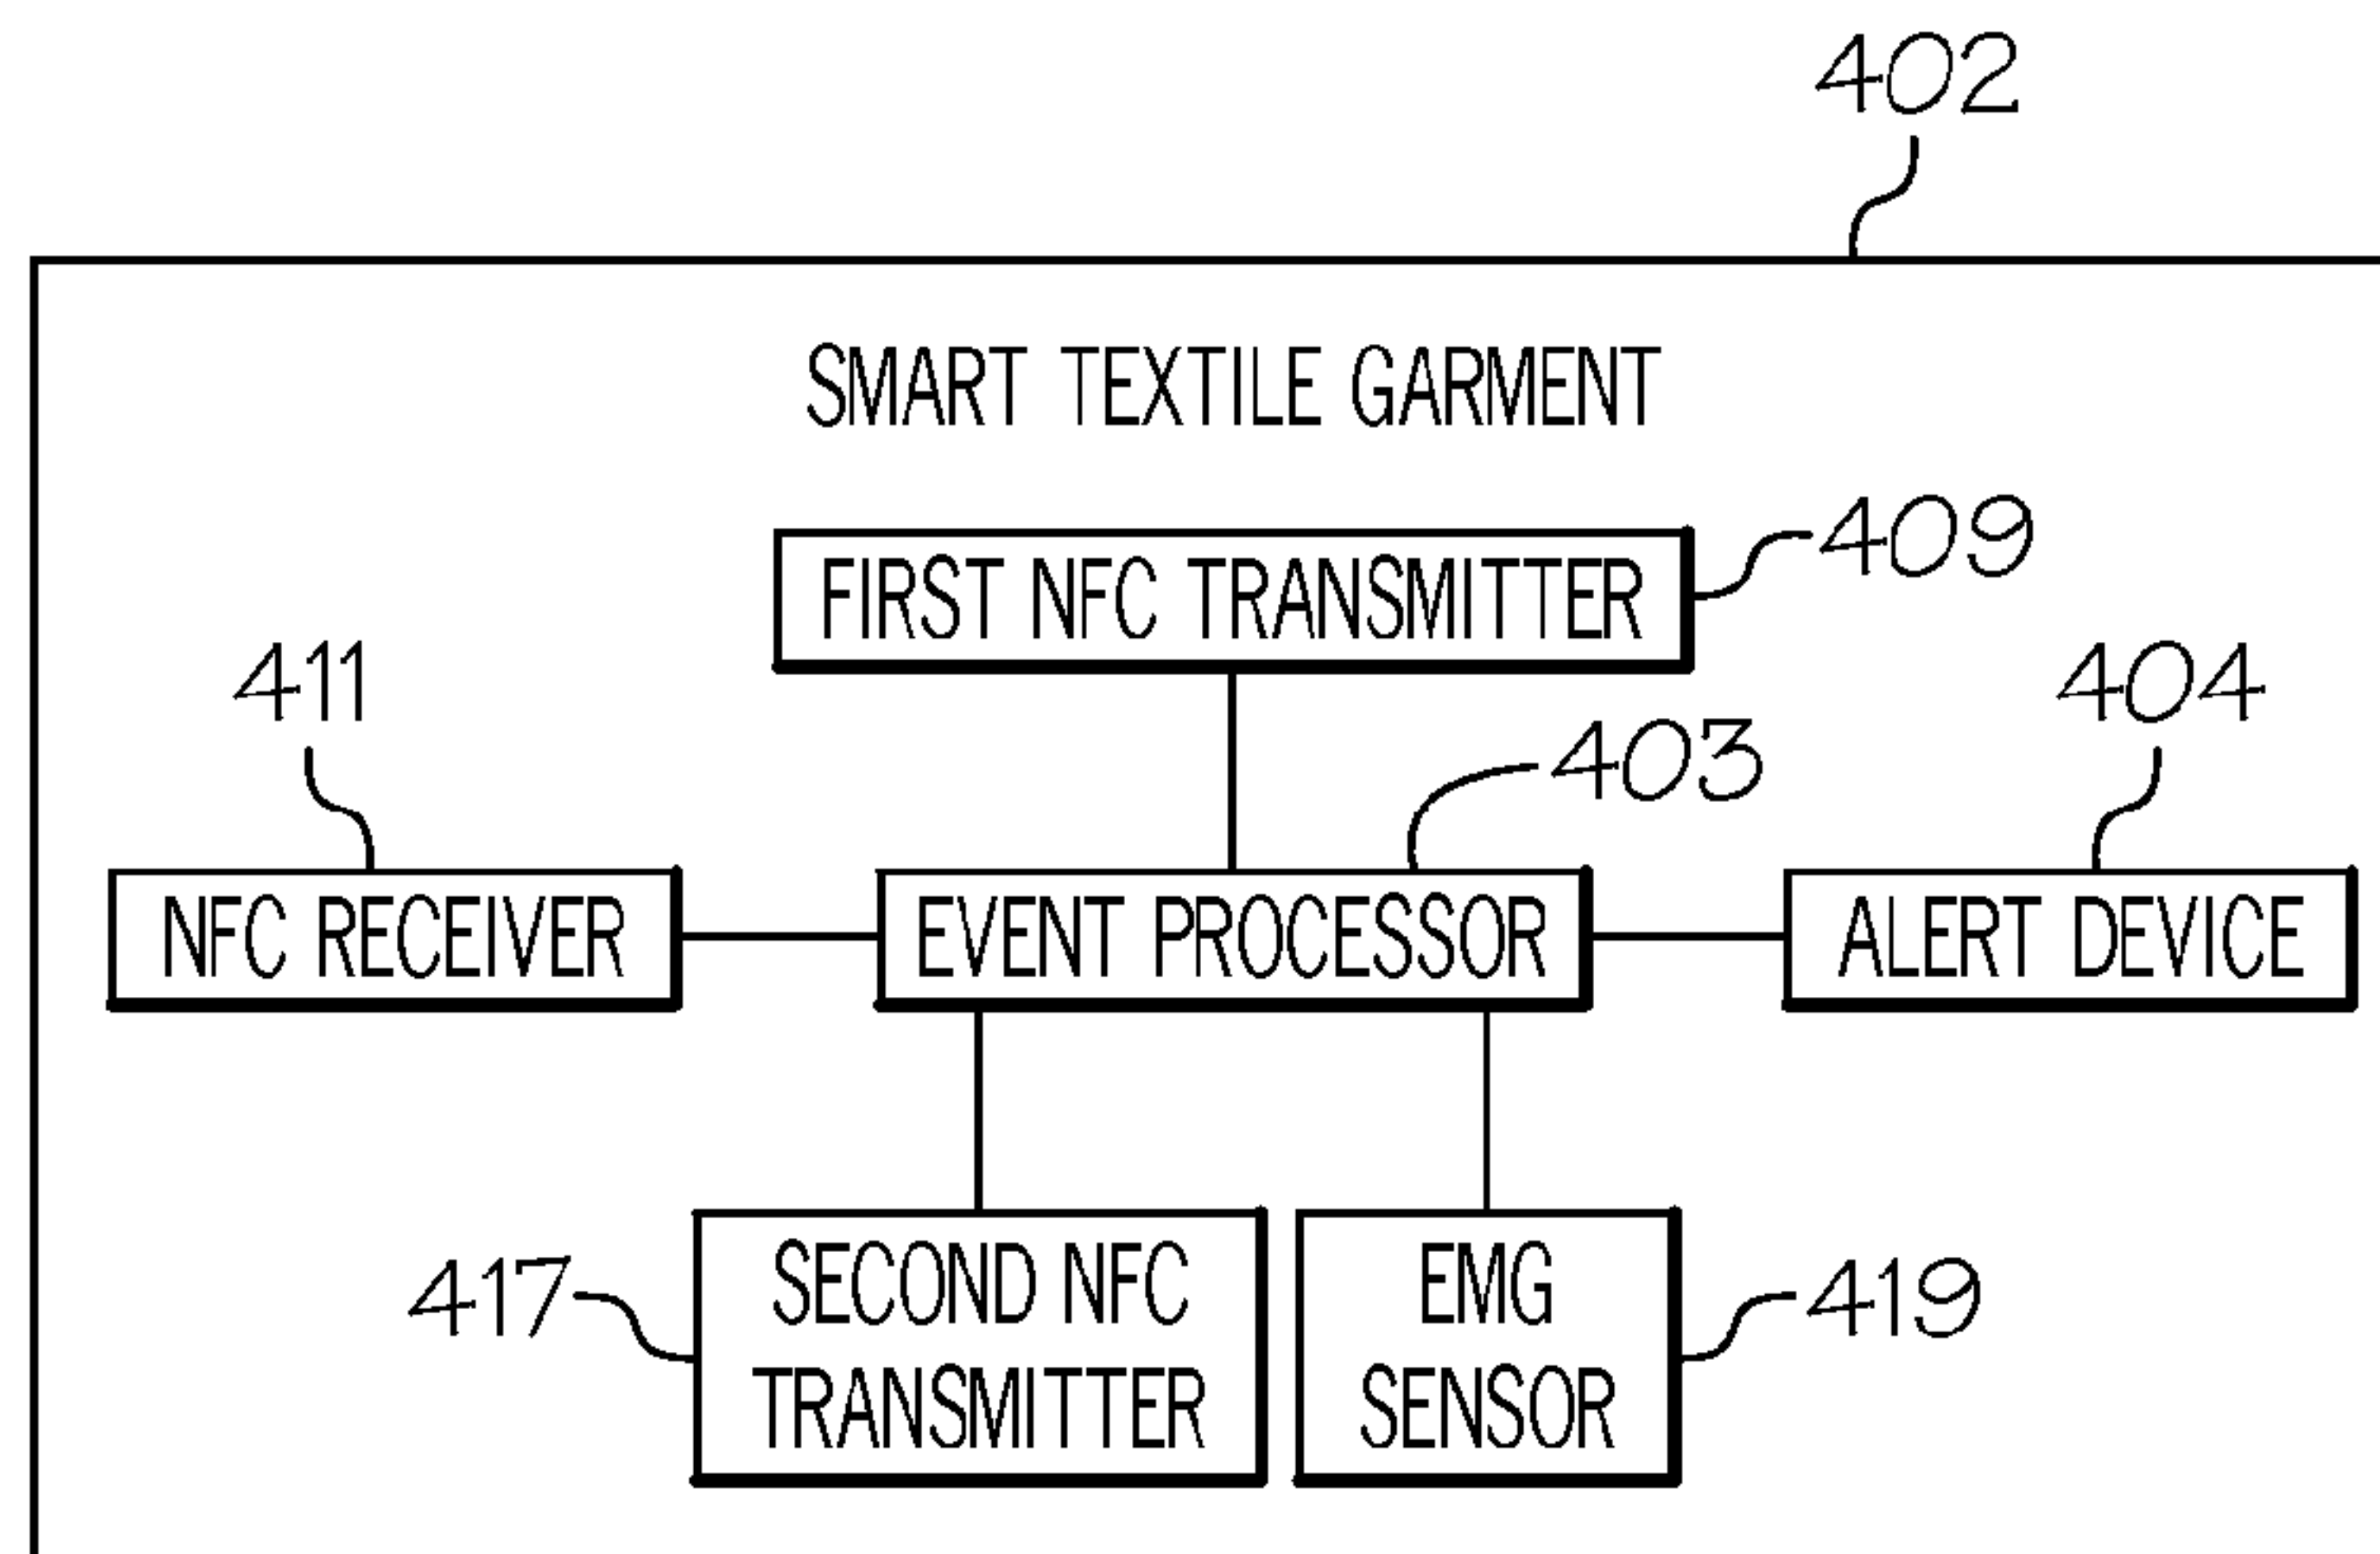 402
SMART TEXTILE GARMENT
FIRST NFC TRANSMITTER
409
411
403
404
NFC RECEIVER
EVENT PROCESSOR
ALERT DEVICE
417
SECOND NFC
TRANSMITTER
EMG
SENSOR
419